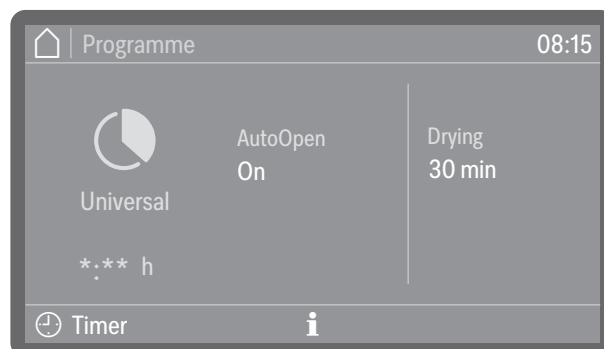 Programme 08:15
AutoOpen
On
Drying
30 min
Universal
*:** h
Timer i